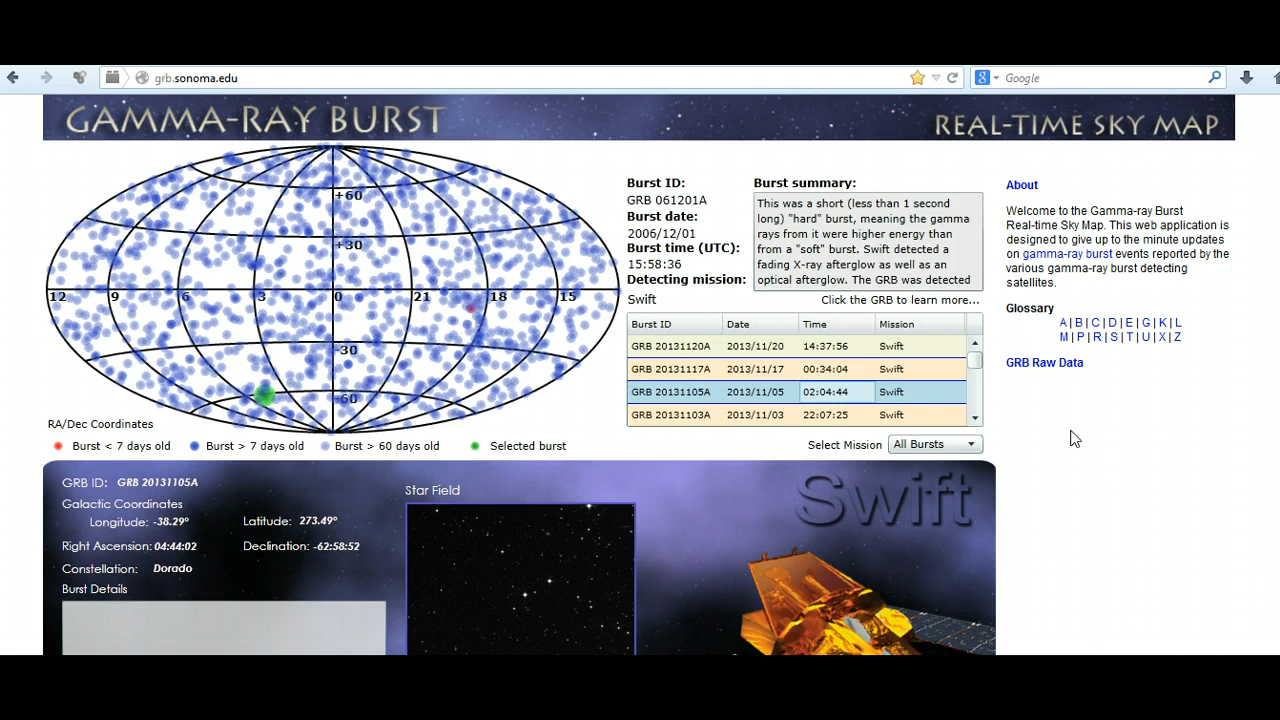 grb.sonoma.edu
Google
GAMMA-RAY BURST
REAL-TIME SKY MAP
+60
+30
12 9 6 3 0 21 18 15
-30
-60
RA/Dec Coordinates
Burst < 7 days old
Burst > 7 days old
Burst > 60 days old
Selected burst
Burst ID:
GRB 061201A
Burst date:
2006/12/01
Burst time (UTC):
15:58:36
Detecting mission:
Swift
Burst summary:
This was a short (less than 1 second
long) "hard" burst, meaning the gamma
rays from it were higher energy than
from a "soft" burst. Swift detected a
fading X-ray afterglow as well as an
optical afterglow. The GRB was detected
Click the GRB to learn more...
Burst ID Date Time Mission
GRB 20131120A 2013/11/20 14:37:56 Swift
GRB 20131117A 2013/11/17 00:34:04 Swift
GRB 20131105A 2013/11/05 02:04:44 Swift
GRB 20131103A 2013/11/03 22:07:25 Swift
Select Mission All Bursts
About
Welcome to the Gamma-ray Burst
Real-time Sky Map. This web application is
designed to give up to the minute updates
on gamma-ray burst events reported by the
various gamma-ray burst detecting
satellites.
Glossary
A | B | C | D | E | G | K | L
M | P | R | S | T | U | X | Z
GRB Raw Data
GRB ID: GRB 20131105A
Galactic Coordinates
Longitude: -38.29° Latitude: 273.49°
Right Ascension: 04:44:02 Declination: -62:58:52
Constellation: Dorado
Burst Details
Star Field
Swift